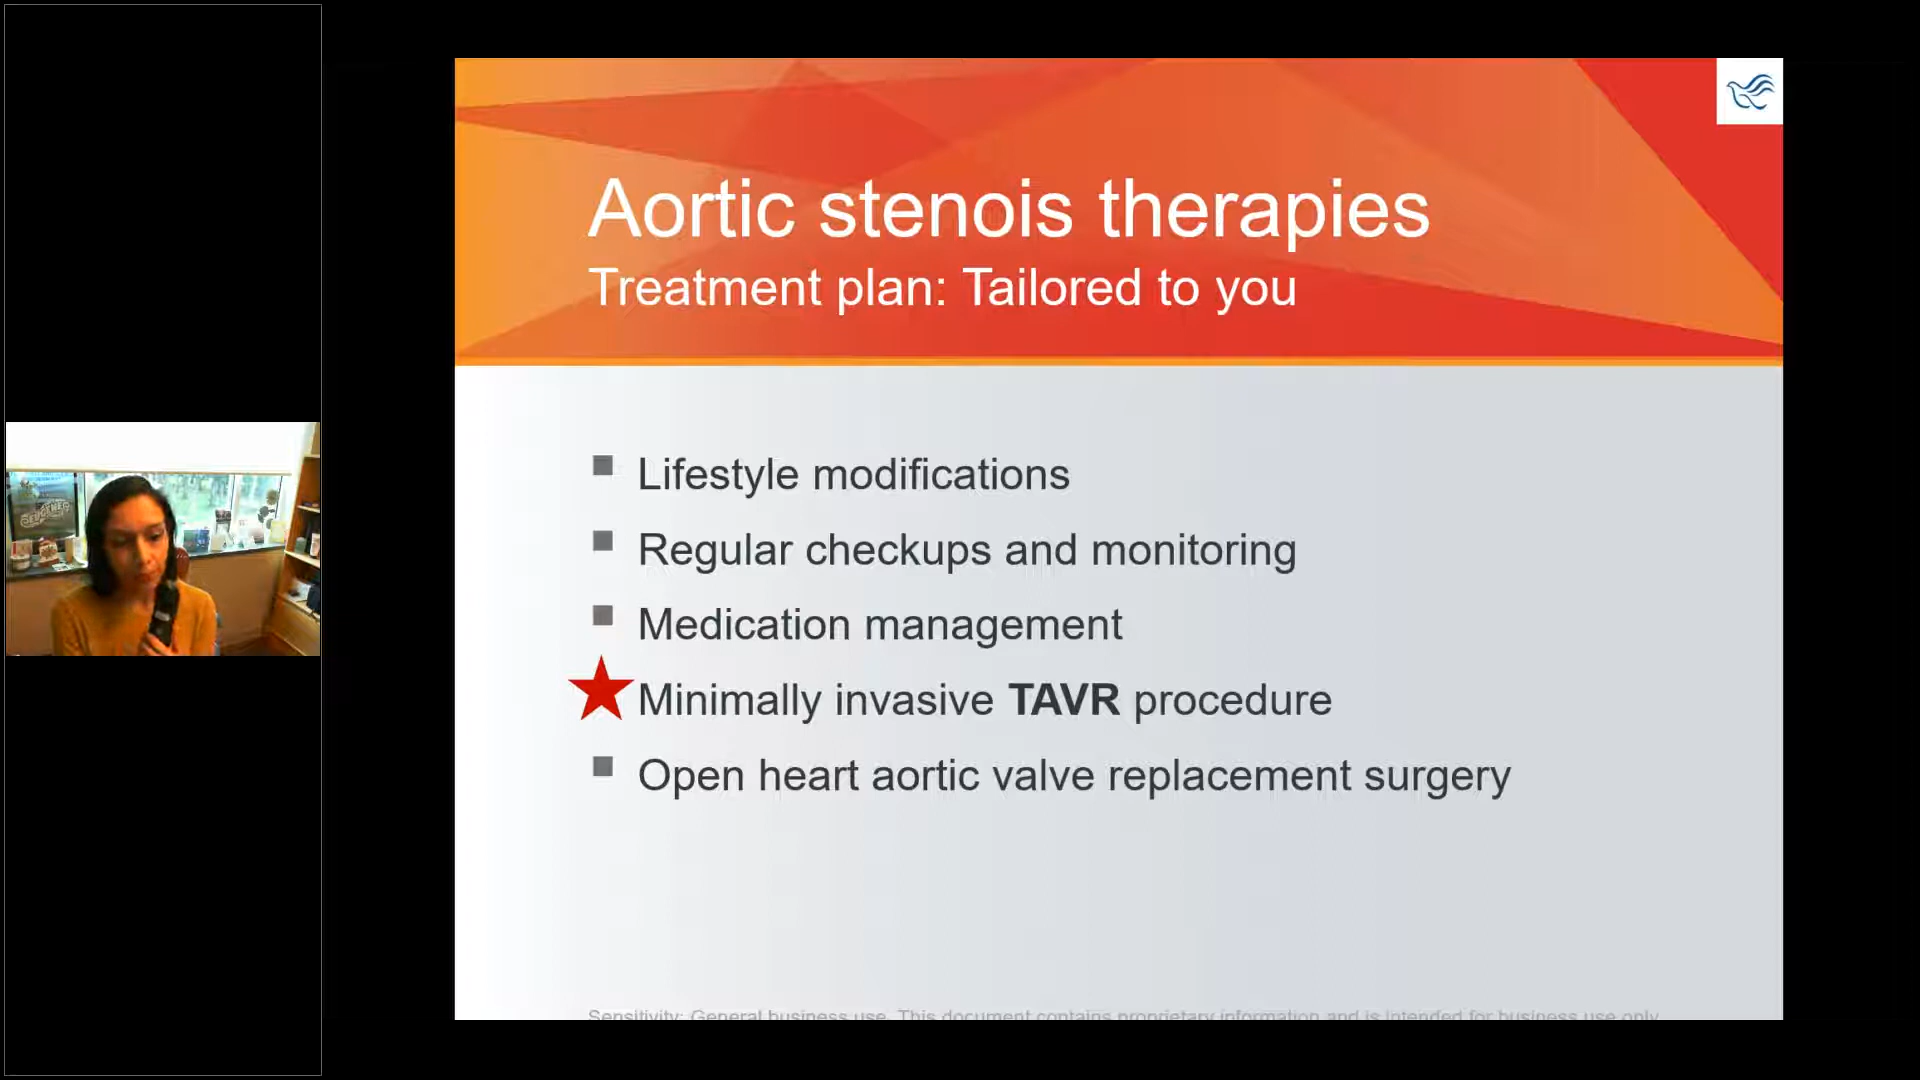 Aortic stenois therapies
Treatment plan: Tailored to you
Lifestyle modifications
Regular checkups and monitoring
Medication management
Minimally invasive TAVR procedure
Open heart aortic valve replacement surgery
Sensitivity: General business use. This document contains proprietary information and is intended for business use only.
EUGENE